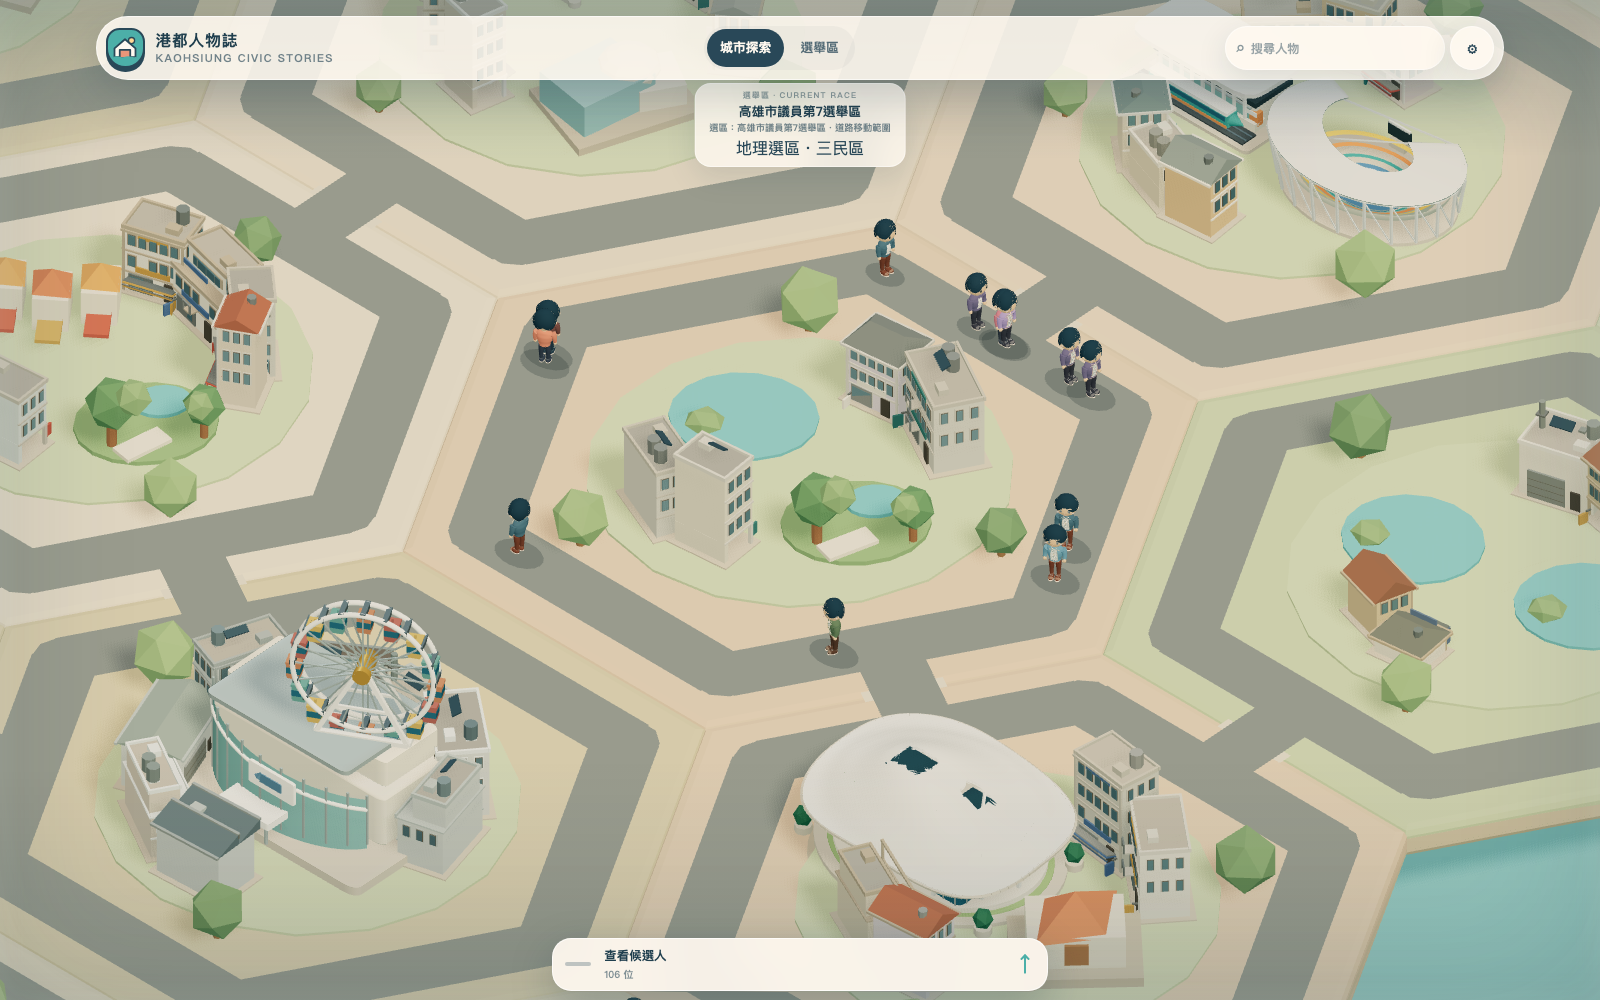 港都人物誌
KAOHSIUNG CIVIC STORIES
城市探索
選舉區
搜尋人物
選舉區 · CURRENT RACE
高雄市議員第7選舉區
選區：高雄市議員第7選舉區 · 道路移動範圍
地理選區 · 三民區
查看候選人
106 位